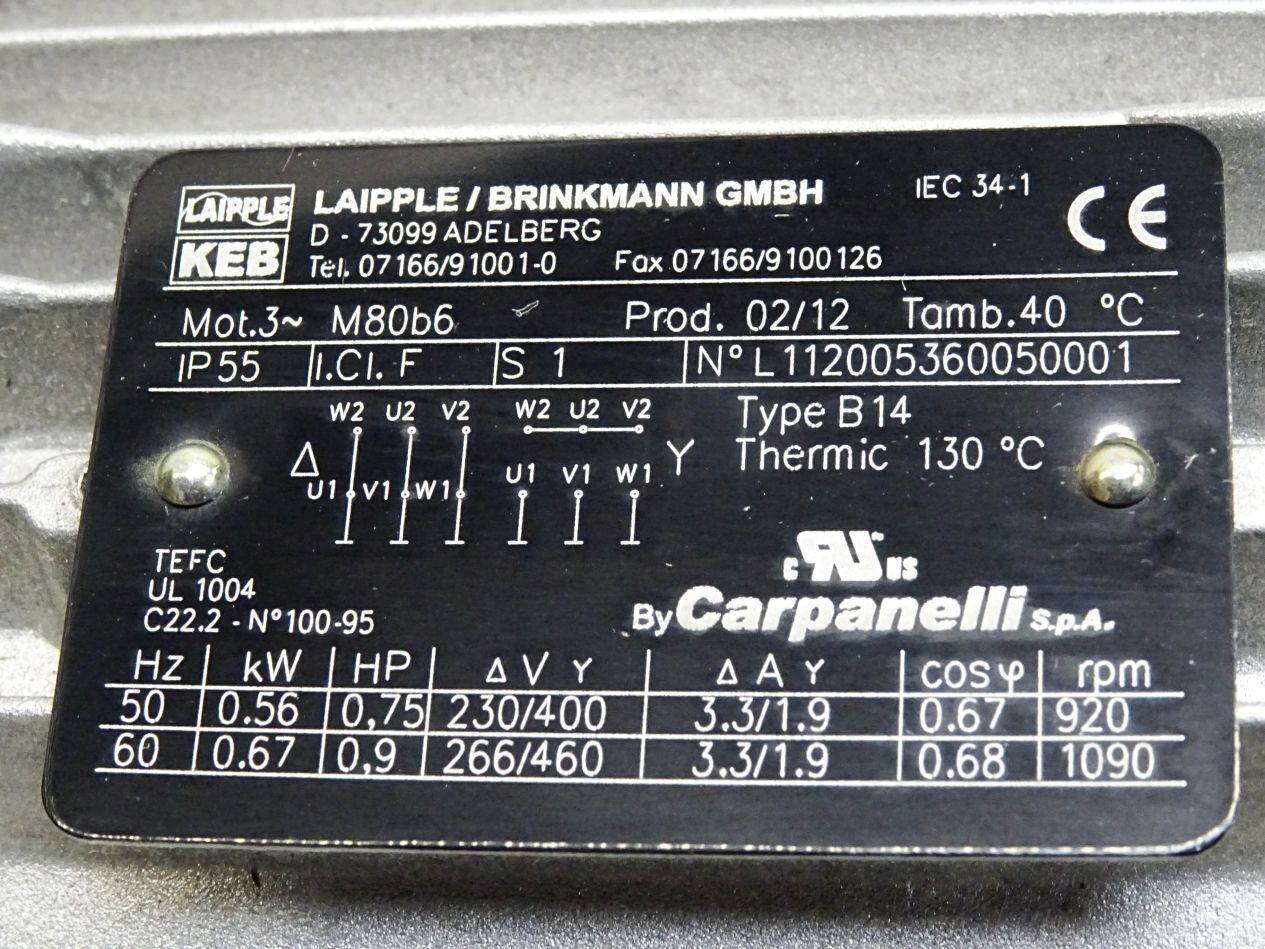 LAIPPLE
KEB
LAIPPLE / BRINKMANN GMBH
IEC 34-1
CE
D - 73099 ADELBERG
Tel. 07166/91001-0 Fax 07166/9100126
Mot.3~ M80b6 Prod. 02/12 Tamb.40 °C
IP 55 I.Cl. F S 1 N° L112005360050001
W2 U2 V2 W2 U2 V2 Type B14
Δ Y Thermic 130 °C
U1 V1 W1 U1 V1 W1
TEFC
UL 1004
C22.2 - N°100-95
c RU us
By Carpanelli S.p.A.
Hz kW HP Δ V Y Δ A Y cosφ rpm
50 0.56 0,75 230/400 3.3/1.9 0.67 920
60 0.67 0,9 266/460 3.3/1.9 0.68 1090